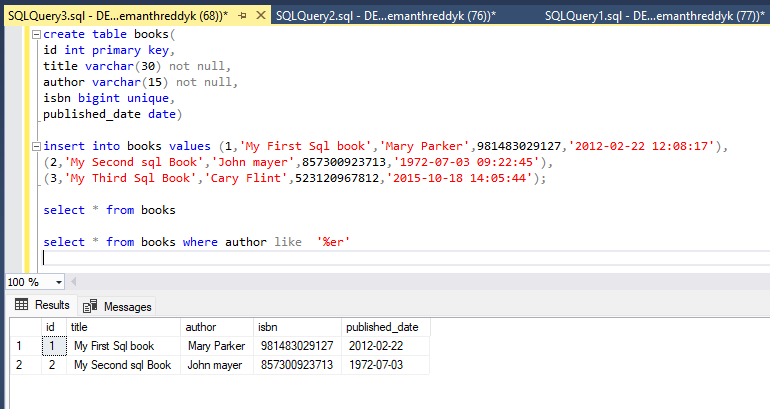 SQLQuery3.sql - DE...emanthreddyk (68))* SQLQuery2.sql - DE...emanthreddyk (76))* SQLQuery1.sql - DE...emanthreddyk (77))*
create table books(
id int primary key,
title varchar(30) not null,
author varchar(15) not null,
isbn bigint unique,
published_date date)
insert into books values (1,'My First Sql book','Mary Parker',981483029127,'2012-02-22 12:08:17'),
(2,'My Second sql Book','John mayer',857300923713,'1972-07-03 09:22:45'),
(3,'My Third Sql Book','Cary Flint',523120967812,'2015-10-18 14:05:44');
select * from books
select * from books where author like  '%er'
100 %
Results Messages
id title author isbn published_date
1 1 My First Sql book Mary Parker 981483029127 2012-02-22
2 2 My Second sql Book John mayer 857300923713 1972-07-03